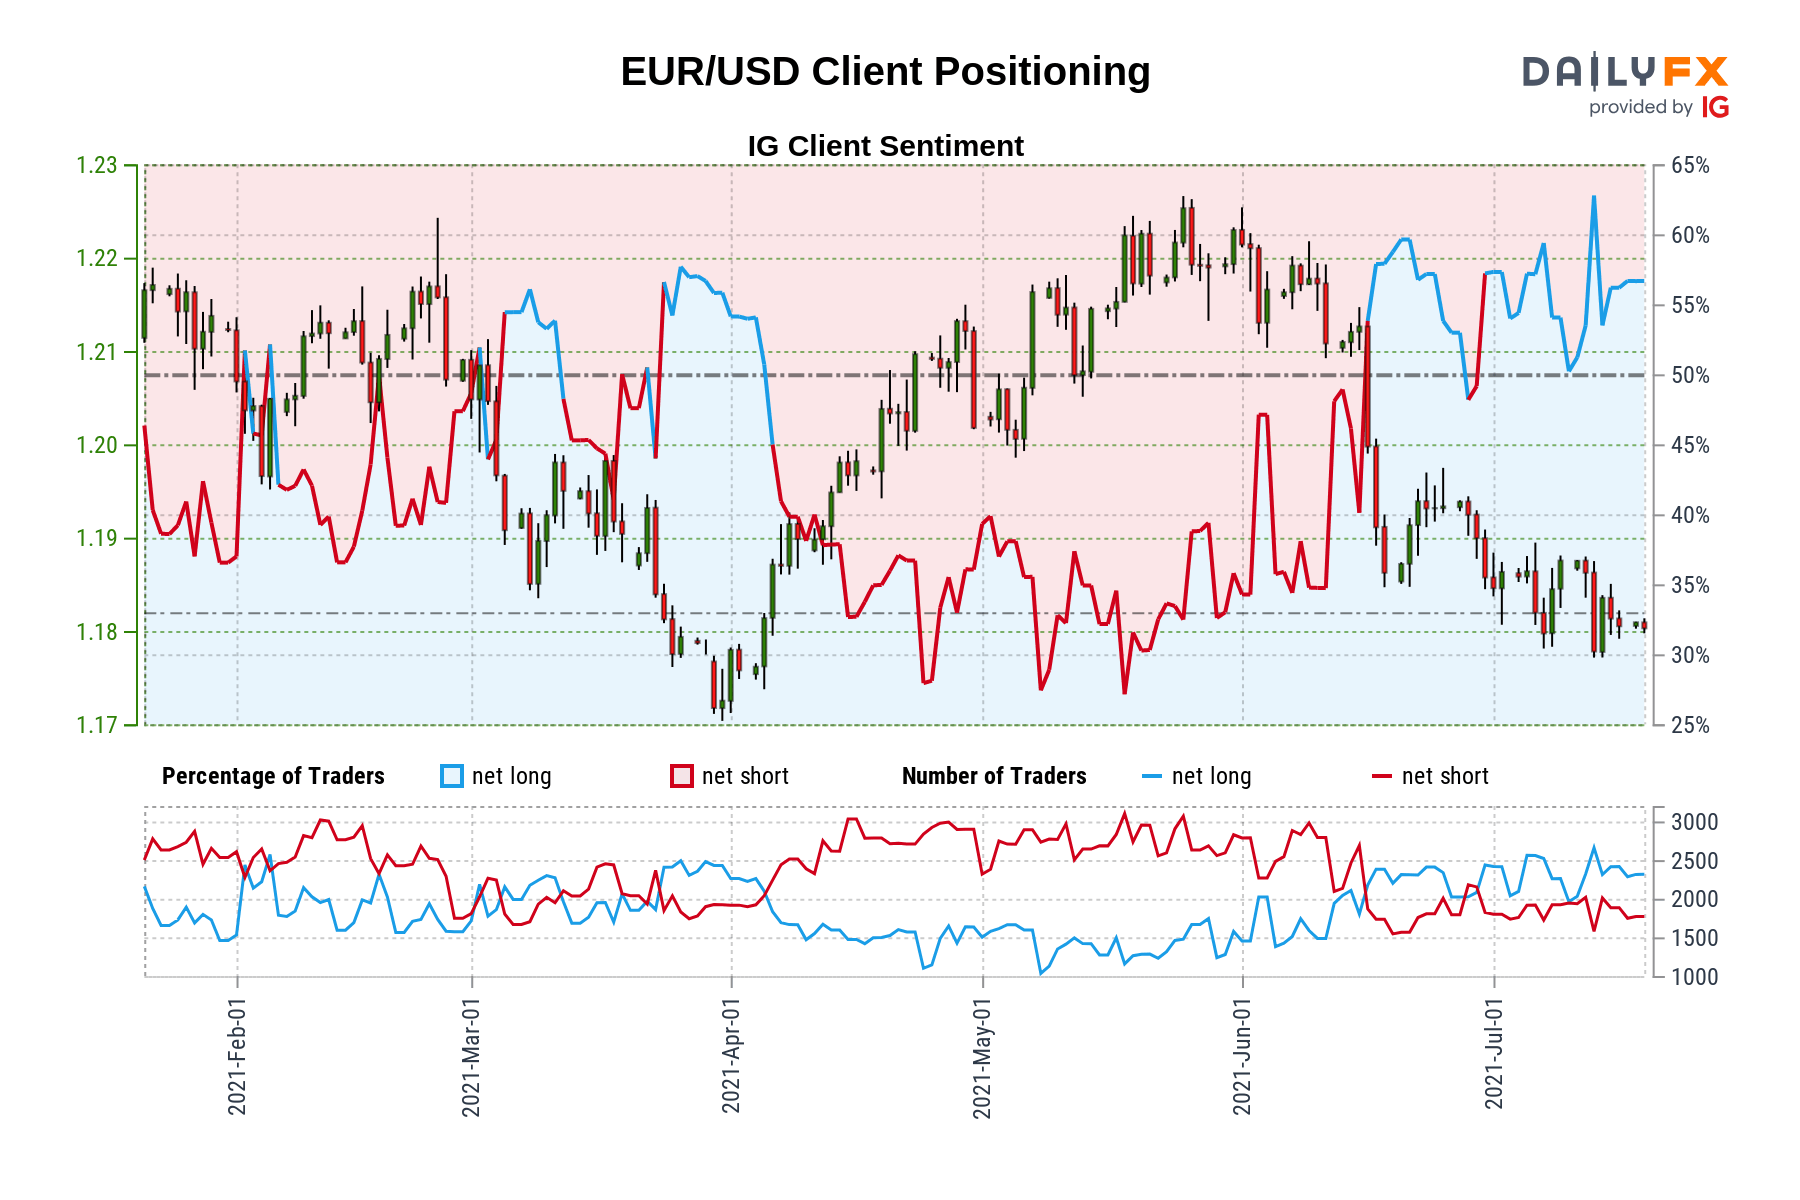 EUR/USD Client Positioning
DAILYFX
provided by IG
IG Client Sentiment
1.23
1.22
1.21
1.20
1.19
1.18
1.17
65%
60%
55%
50%
45%
40%
35%
30%
25%
Percentage of Traders net long net short Number of Traders net long net short
3000
2500
2000
1500
1000
2021-Feb-01
2021-Mar-01
2021-Apr-01
2021-May-01
2021-Jun-01
2021-Jul-01